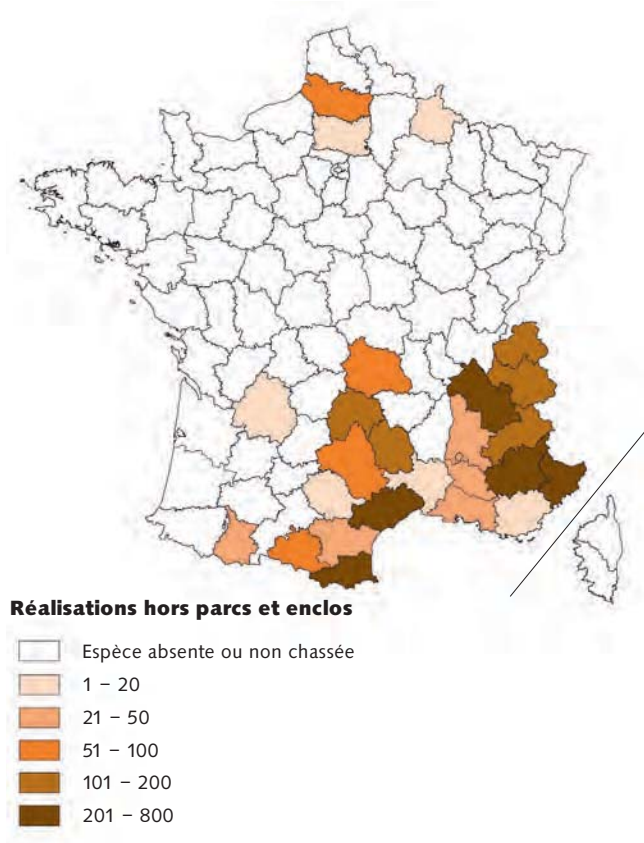 Réalisations hors parcs et enclos
Espèce absente ou non chassée
1 – 20
21 – 50
51 – 100
101 – 200
201 – 800